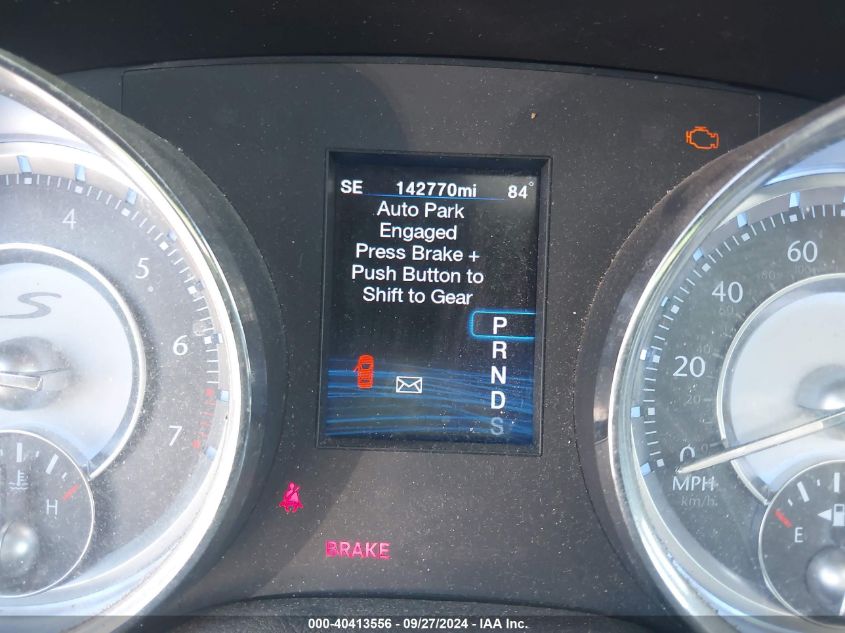 SE 142770mi 84°
Auto Park
Engaged
Press Brake +
Push Button to
Shift to Gear
P
R
N
D
S
4
5
6
7
S
H
60
40
20
0
MPH
km/h
E
BRAKE
000-40413556 - 09/27/2024 - IAA Inc.